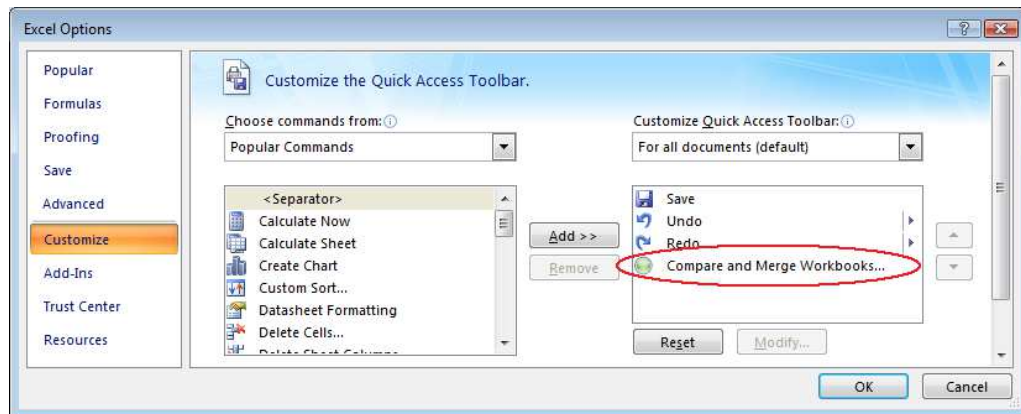 Excel Options
Popular
Formulas
Proofing
Save
Advanced
Customize
Add-Ins
Trust Center
Resources
Customize the Quick Access Toolbar.
Choose commands from:
Popular Commands
<Separator>
Calculate Now
Calculate Sheet
Create Chart
Custom Sort...
Datasheet Formatting
Delete Cells...
Delete Sheet Columns
Add >>
Remove
Customize Quick Access Toolbar:
For all documents (default)
Save
Undo
Redo
Compare and Merge Workbooks...
Reset
Modify...
OK
Cancel